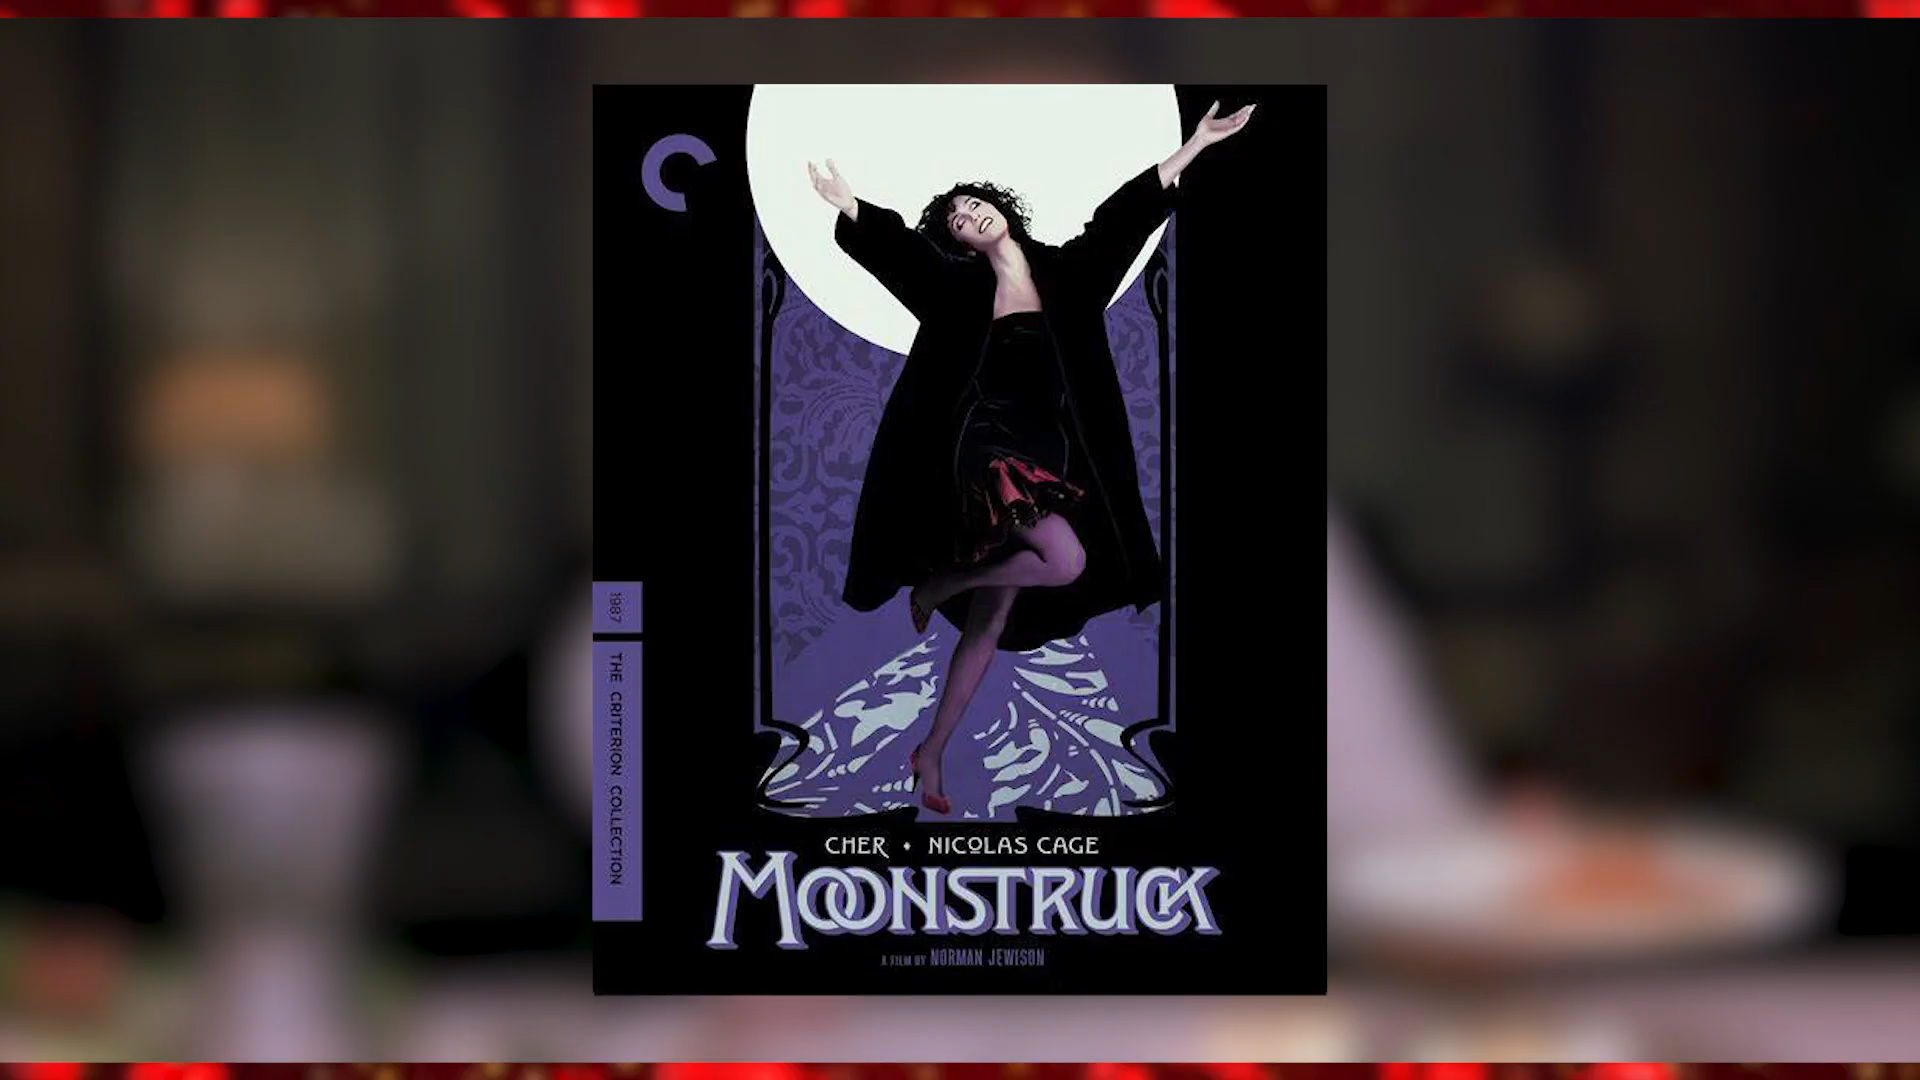 1987
THE CRITERION COLLECTION
CHER • NICOLAS CAGE
MOONSTRUCK
A FILM BY NORMAN JEWISON